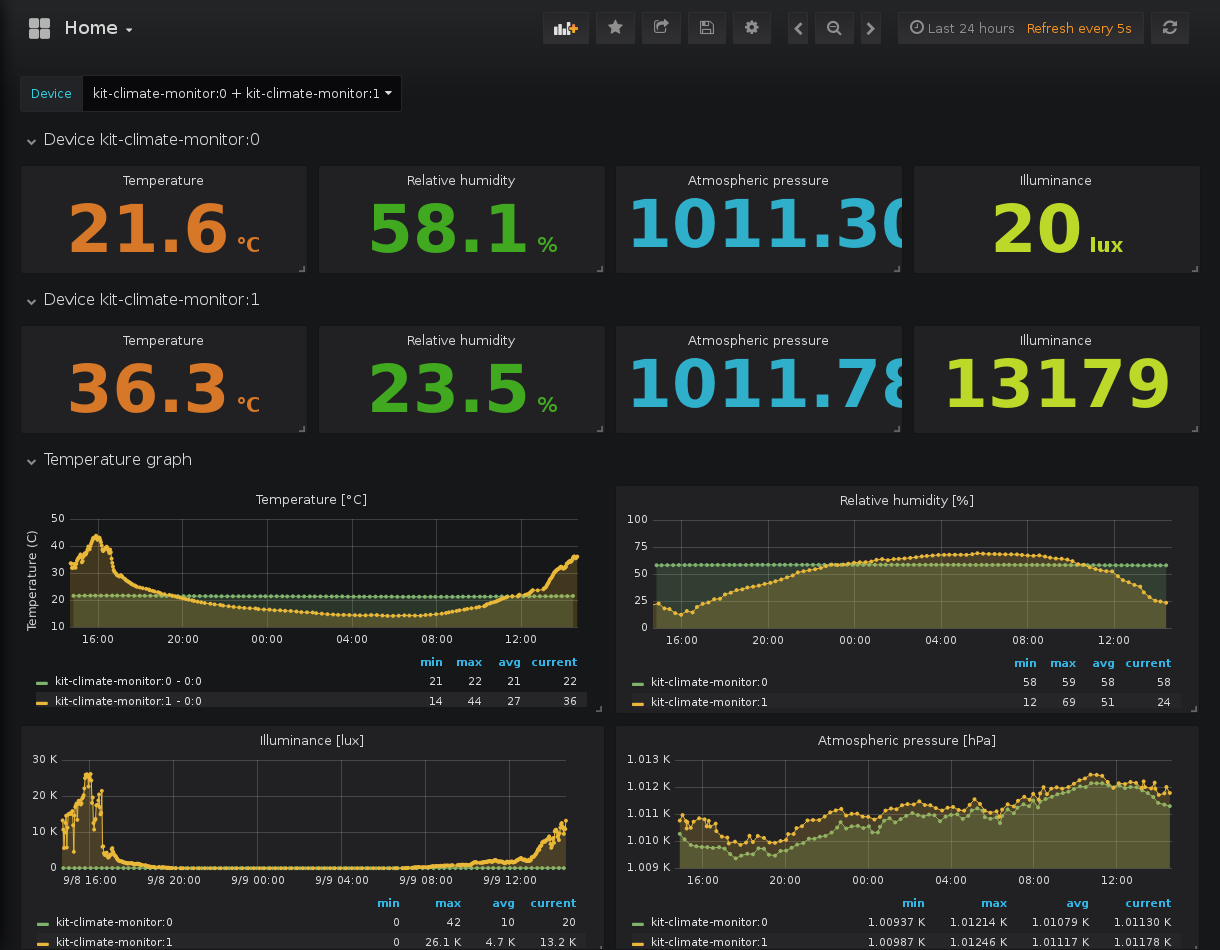 Home
Last 24 hours Refresh every 5s
Device kit-climate-monitor:0 + kit-climate-monitor:1
Device kit-climate-monitor:0
Temperature Relative humidity Atmospheric pressure Illuminance
21.6 °C 58.1 % 1011.30 20 lux
Device kit-climate-monitor:1
Temperature Relative humidity Atmospheric pressure Illuminance
36.3 °C 23.5 % 1011.78 13179
Temperature graph
Temperature [°C]
Temperature (C)
50
40
30
20
10
16:00 20:00 00:00 04:00 08:00 12:00
min max avg current
kit-climate-monitor:0 - 0:0 21 22 21 22
kit-climate-monitor:1 - 0:0 14 44 27 36
Relative humidity [%]
100
75
50
25
0
16:00 20:00 00:00 04:00 08:00 12:00
min max avg current
kit-climate-monitor:0 58 59 58 58
kit-climate-monitor:1 12 69 51 24
Illuminance [lux]
30 K
20 K
10 K
0
9/8 16:00 9/8 20:00 9/9 00:00 9/9 04:00 9/9 08:00 9/9 12:00
min max avg current
kit-climate-monitor:0 0 42 10 20
kit-climate-monitor:1 0 26.1 K 4.7 K 13.2 K
Atmospheric pressure [hPa]
1.013 K
1.012 K
1.011 K
1.010 K
1.009 K
16:00 20:00 00:00 04:00 08:00 12:00
min max avg current
kit-climate-monitor:0 1.00937 K 1.01214 K 1.01079 K 1.01130 K
kit-climate-monitor:1 1.00987 K 1.01246 K 1.01117 K 1.01178 K